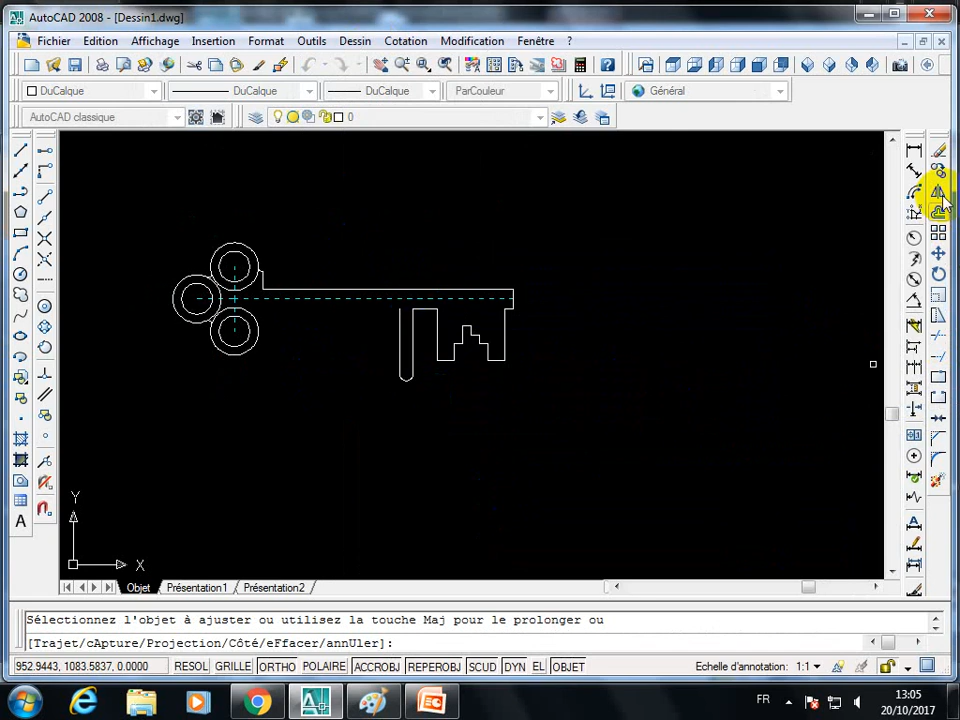 AutoCAD 2008 - [Dessin1.dwg]
Fichier Edition Affichage Insertion Format Outils Dessin Cotation Modification Fenêtre ?
DuCalque DuCalque DuCalque ParCouleur Général
AutoCAD classique 0
A
Y
X
Objet Présentation1 Présentation2
Sélectionnez l'objet à ajuster ou utilisez la touche Maj pour le prolonger ou
[Trajet/cApture/Projection/Côté/eFfacer/annUler]:
952.9443, 1083.5837, 0.0000 RESOL GRILLE ORTHO POLAIRE ACCROBJ REPEROBJ SCUD DYN EL OBJET Echelle d'annotation: 1:1
FR 13:05
20/10/2017